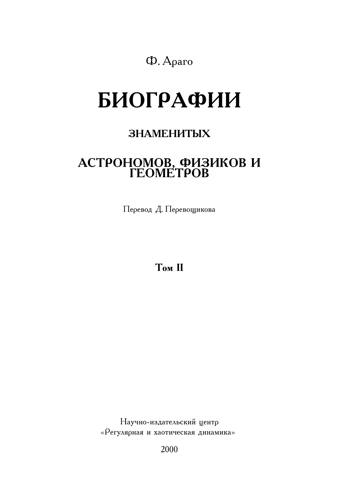 Ф. Араго
БИОГРАФИИ
ЗНАМЕНИТЫХ
АСТРОНОМОВ, ФИЗИКОВ И
ГЕОМЕТРОВ
Перевод Д. Перевощикова
Том II
Научно-издательский центр
«Регулярная и хаотическая динамика»
2000